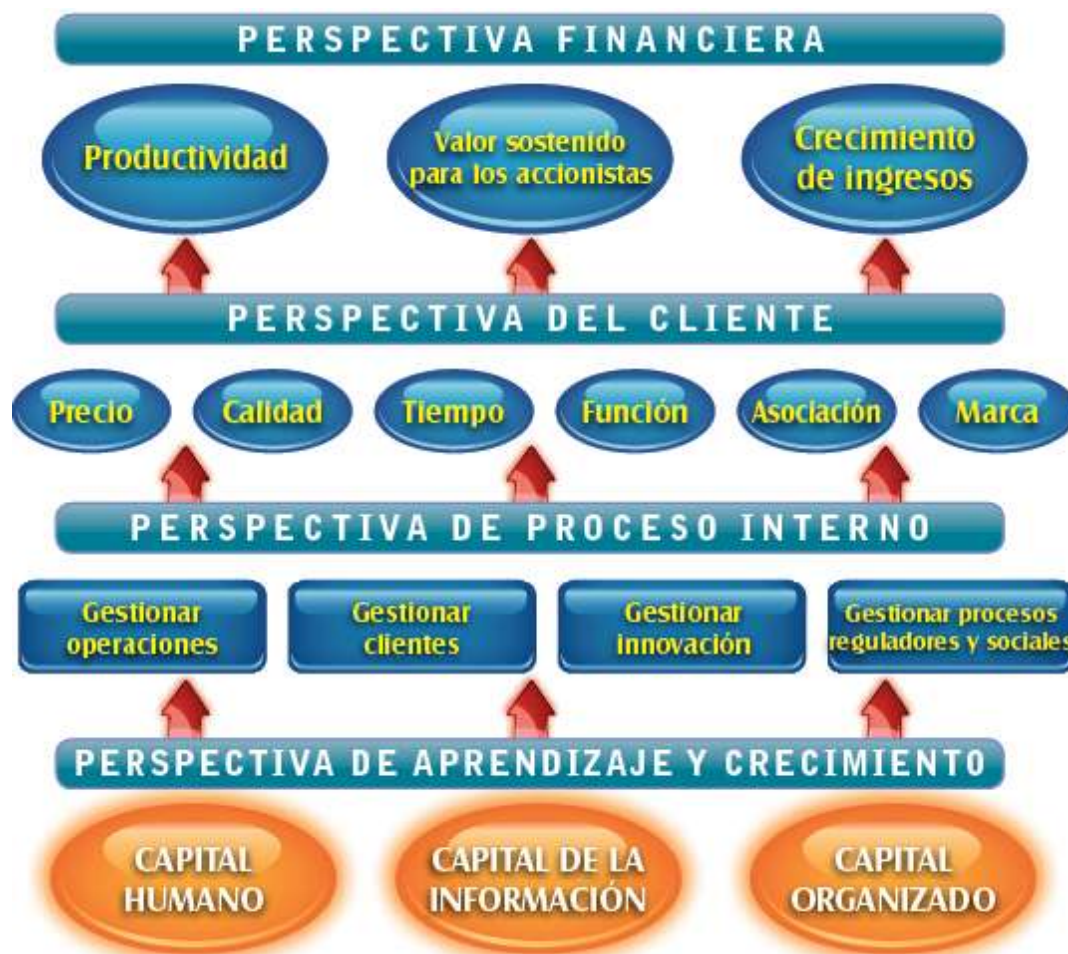 PERSPECTIVA FINANCIERA
Productividad
Valor sostenido
para los accionistas
Crecimiento
de ingresos
PERSPECTIVA DEL CLIENTE
Precio
Calidad
Tiempo
Función
Asociación
Marca
PERSPECTIVA DE PROCESO INTERNO
Gestionar
operaciones
Gestionar
clientes
Gestionar
innovación
Gestionar procesos
reguladores y sociales
PERSPECTIVA DE APRENDIZAJE Y CRECIMIENTO
CAPITAL
HUMANO
CAPITAL DE LA
INFORMACIÓN
CAPITAL
ORGANIZADO